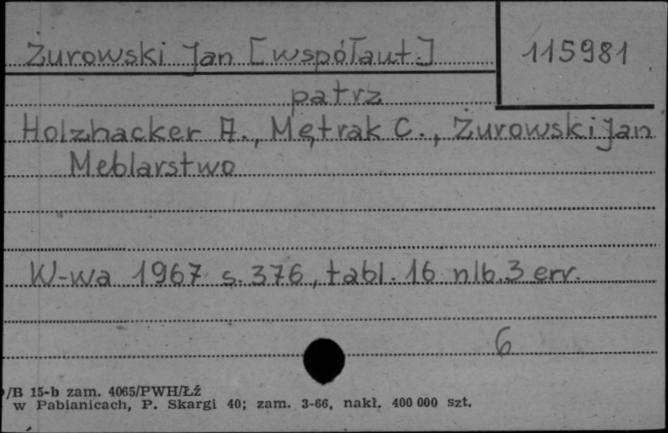 Żurowski Jan [współaut.]
115981
patrz
Holzhacker A., Mętrak C., Żurowski Jan
Meblarstwo
W-wa 1967 s. 376, tabl. 16 nlb. 3 err.
6
/B 15-b zam. 4065/PWH/Łż
w Pabianicach, P. Skargi 40; zam. 3-66, nakł. 400 000 szt.